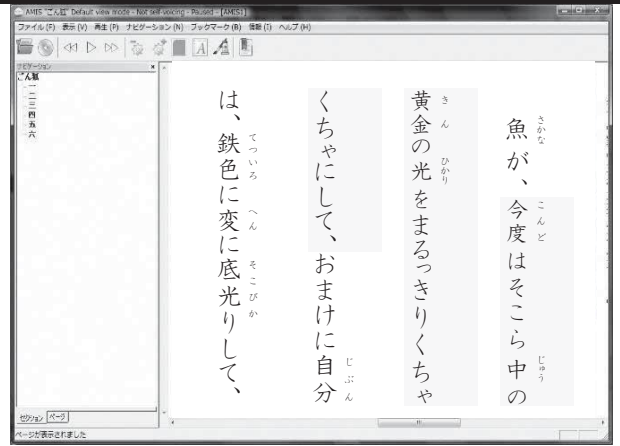 AMIS "ごん狐" Default view mode - Not self-voicing - Paused - [AMIS1]
ファイル(F) 表示(V) 再生(P) ナビゲーション(N) ブックマーク(B) 情報(I) ヘルプ(H)
ナビゲーション
ごん狐
一
二
三
四
五
六
さかな こんど じゅう
魚が、今度はそこら中の
きん ひかり
黄金の光をまるっきりくちゃ
じぶん
くちゃにして、おまけに自分
てついろ へん そこびか
は、鉄色に変に底光りして、
セクション ページ
ページが表示されました